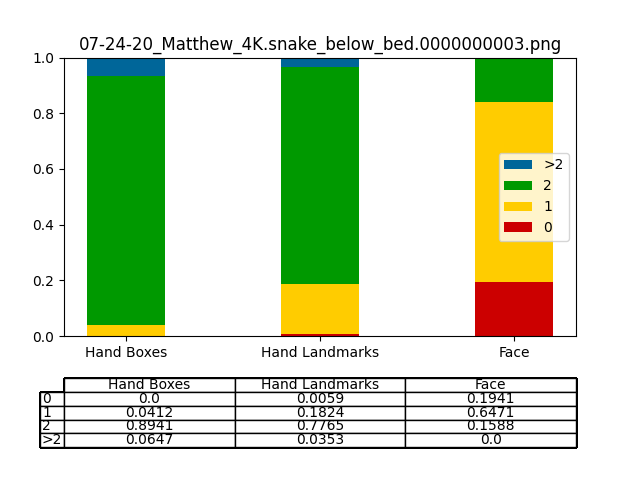 07-24-20_Matthew_4K.snake_below_bed.0000000003.png
1.0
0.8
0.6
0.4
0.2
0.0
>2
2
1
0
Hand Boxes Hand Landmarks Face
Hand Boxes Hand Landmarks Face
0 0.0 0.0059 0.1941
1 0.0412 0.1824 0.6471
2 0.8941 0.7765 0.1588
>2 0.0647 0.0353 0.0